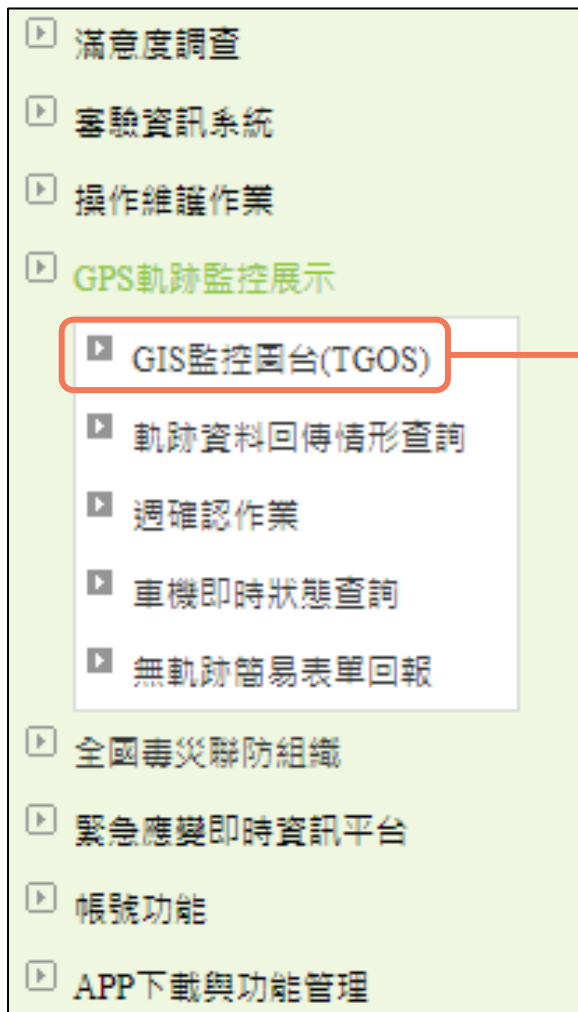 滿意度調查
審驗資訊系統
操作維護作業
GPS軌跡監控展示
GIS監控圖台(TGOS)
軌跡資料回傳情形查詢
週確認作業
車機即時狀態查詢
無軌跡簡易表單回報
全國毒災聯防組織
緊急應變即時資訊平台
帳號功能
APP下載與功能管理